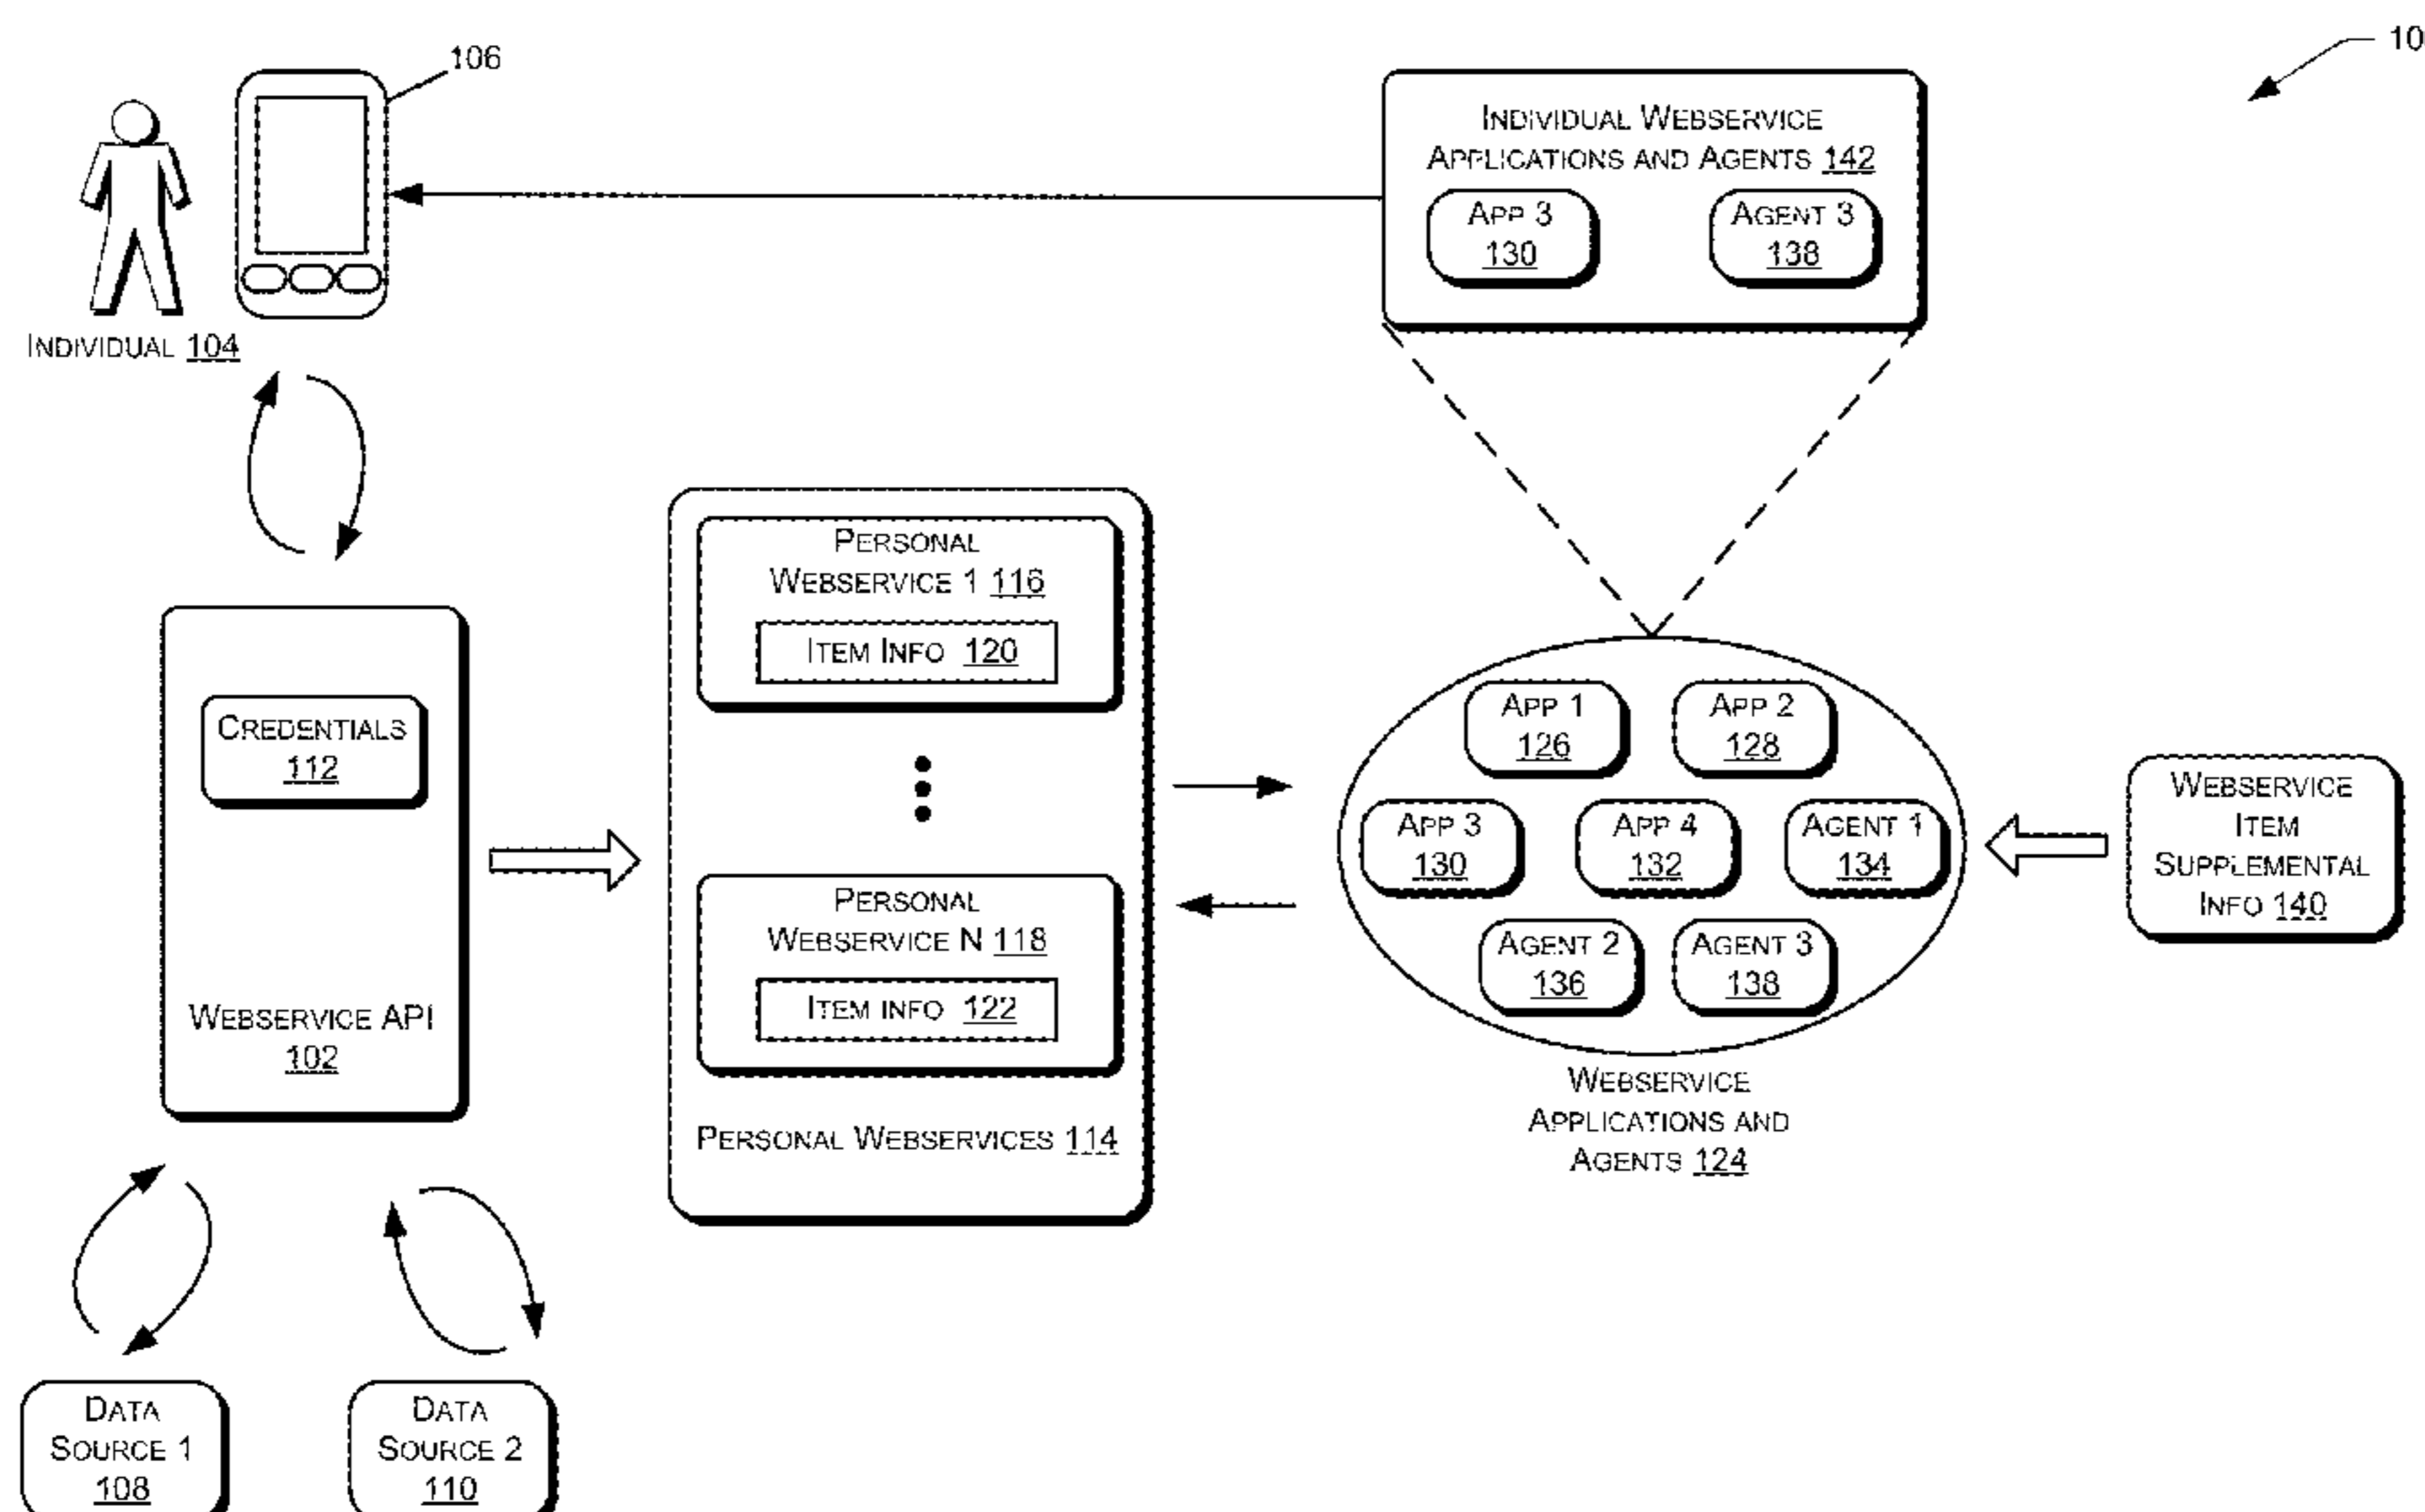 10
106
INDIVIDUAL WEBSERVICE
APPLICATIONS AND AGENTS 142
APP 3
130
AGENT 3
138
INDIVIDUAL 104
PERSONAL
WEBSERVICE 1 116
ITEM INFO 120
CREDENTIALS
112
WEBSERVICE API
102
PERSONAL
WEBSERVICE N 118
ITEM INFO 122
PERSONAL WEBSERVICES 114
APP 1
126
APP 2
128
APP 3
130
APP 4
132
AGENT 1
134
AGENT 2
136
AGENT 3
138
WEBSERVICE
APPLICATIONS AND
AGENTS 124
WEBSERVICE
ITEM
SUPPLEMENTAL
INFO 140
DATA
SOURCE 1
108
DATA
SOURCE 2
110